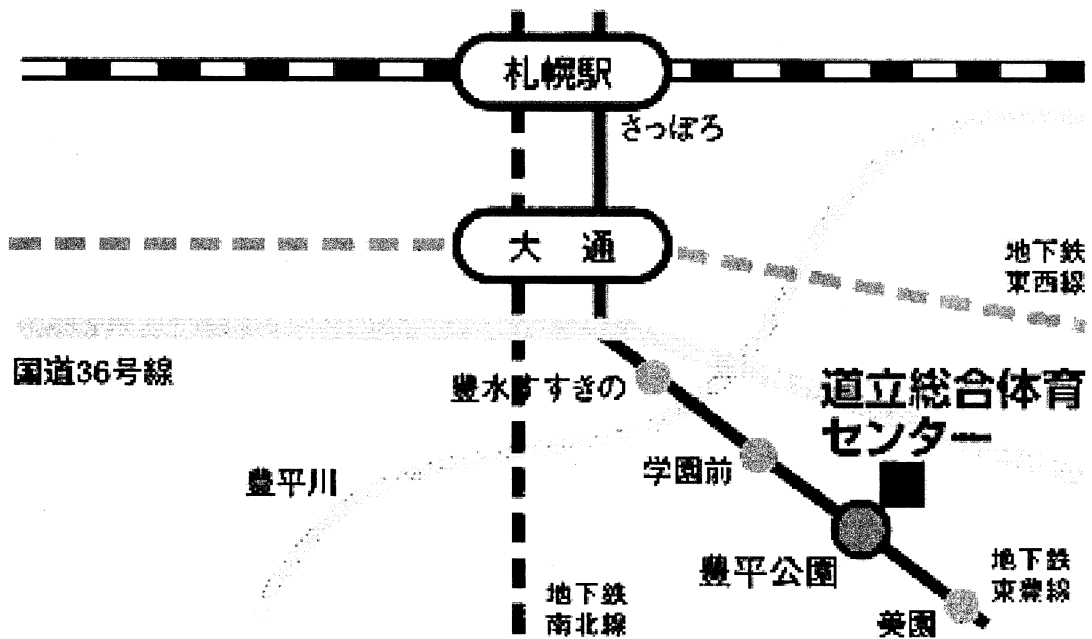 札幌駅
さっぽろ
大 通
地下鉄
東西線
国道36号線
豊水すすきの
道立総合体育
センター
学園前
豊平川
豊平公園
地下鉄
東豊線
地下鉄
南北線
美園